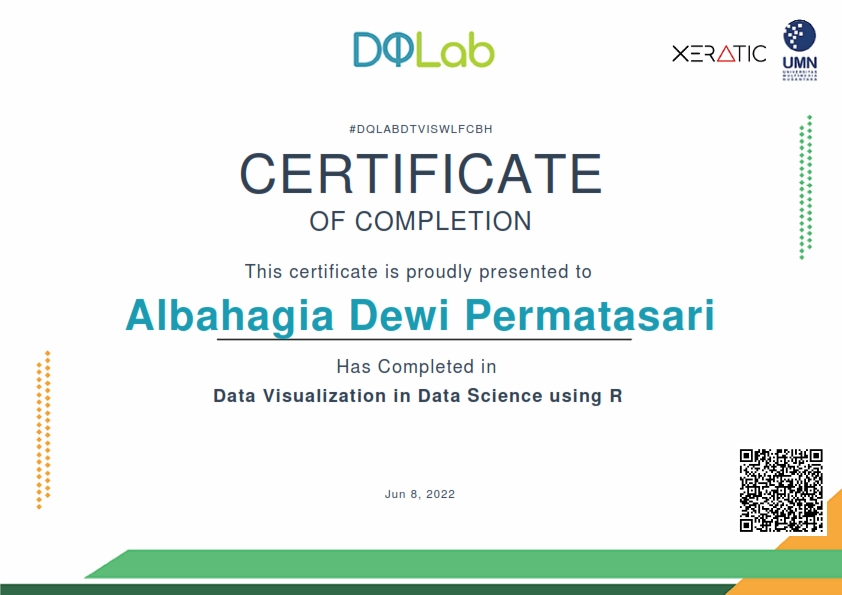 DQLab
XERATIC
UMN
UNIVERSITAS
MULTIMEDIA
NUSANTARA
#DQLABDTVISWLFCBH
CERTIFICATE
OF COMPLETION
This certificate is proudly presented to
Albahagia Dewi Permatasari
Has Completed in
Data Visualization in Data Science using R
Jun 8, 2022